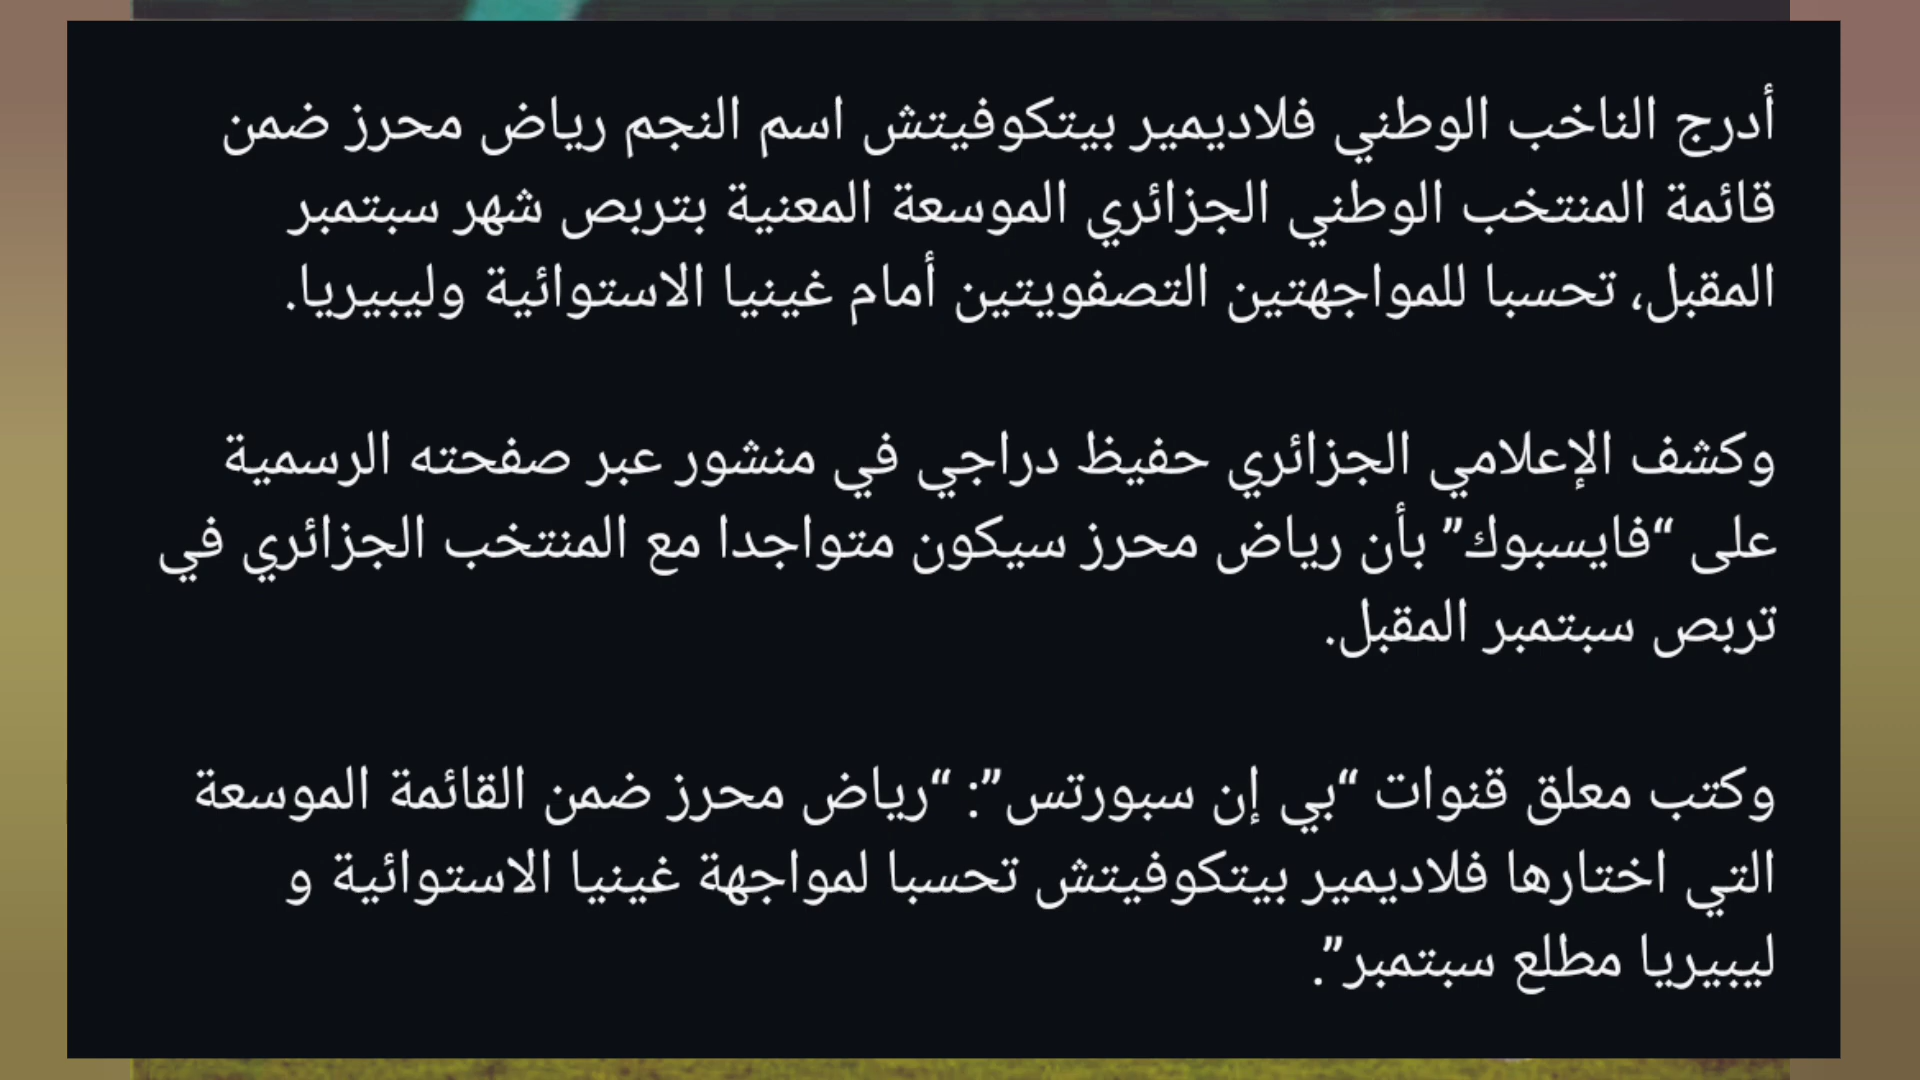 أدرج الناخب الوطني فلاديمير بيتكوفيتش اسم النجم رياض محرز ضمن
قائمة المنتخب الوطني الجزائري الموسعة المعنية بتربص شهر سبتمبر
المقبل، تحسبا للمواجهتين التصفويتين أمام غينيا الاستوائية وليبيريا.
وكشف الإعلامي الجزائري حفيظ دراجي في منشور عبر صفحته الرسمية
على “فايسبوك” بأن رياض محرز سيكون متواجدا مع المنتخب الجزائري في
تربص سبتمبر المقبل.
وكتب معلق قنوات “بي إن سبورتس”: “رياض محرز ضمن القائمة الموسعة
التي اختارها فلاديمير بيتكوفيتش تحسبا لمواجهة غينيا الاستوائية و
ليبيريا مطلع سبتمبر”.